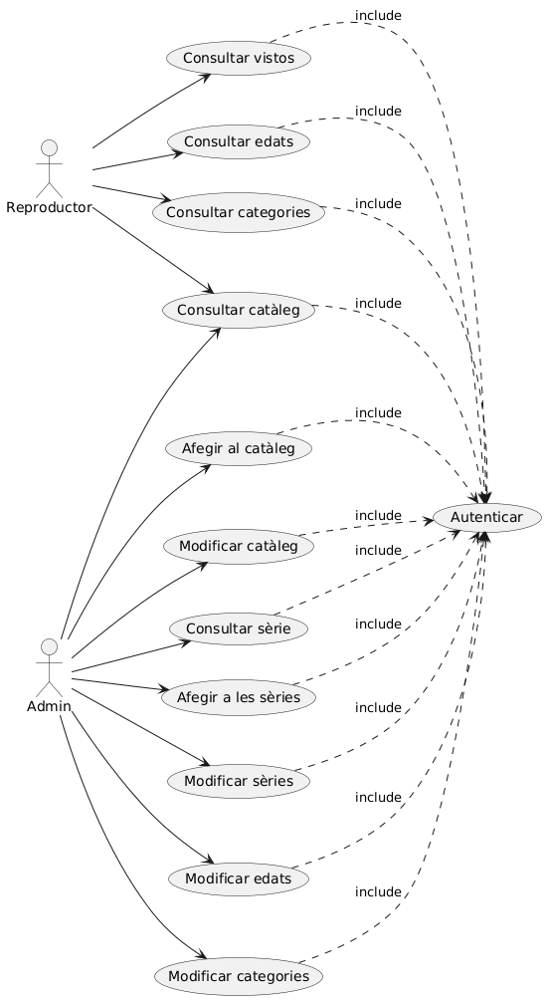 include
Consultar vistos
include
Consultar edats
Reproductor
include
Consultar categories
include
Consultar catàleg
include
Afegir al catàleg
include
Autenticar
Modificar catàleg
include
Consultar sèrie
include
Afegir a les sèries
Admin
include
Modificar sèries
include
Modificar edats
include
Modificar categories